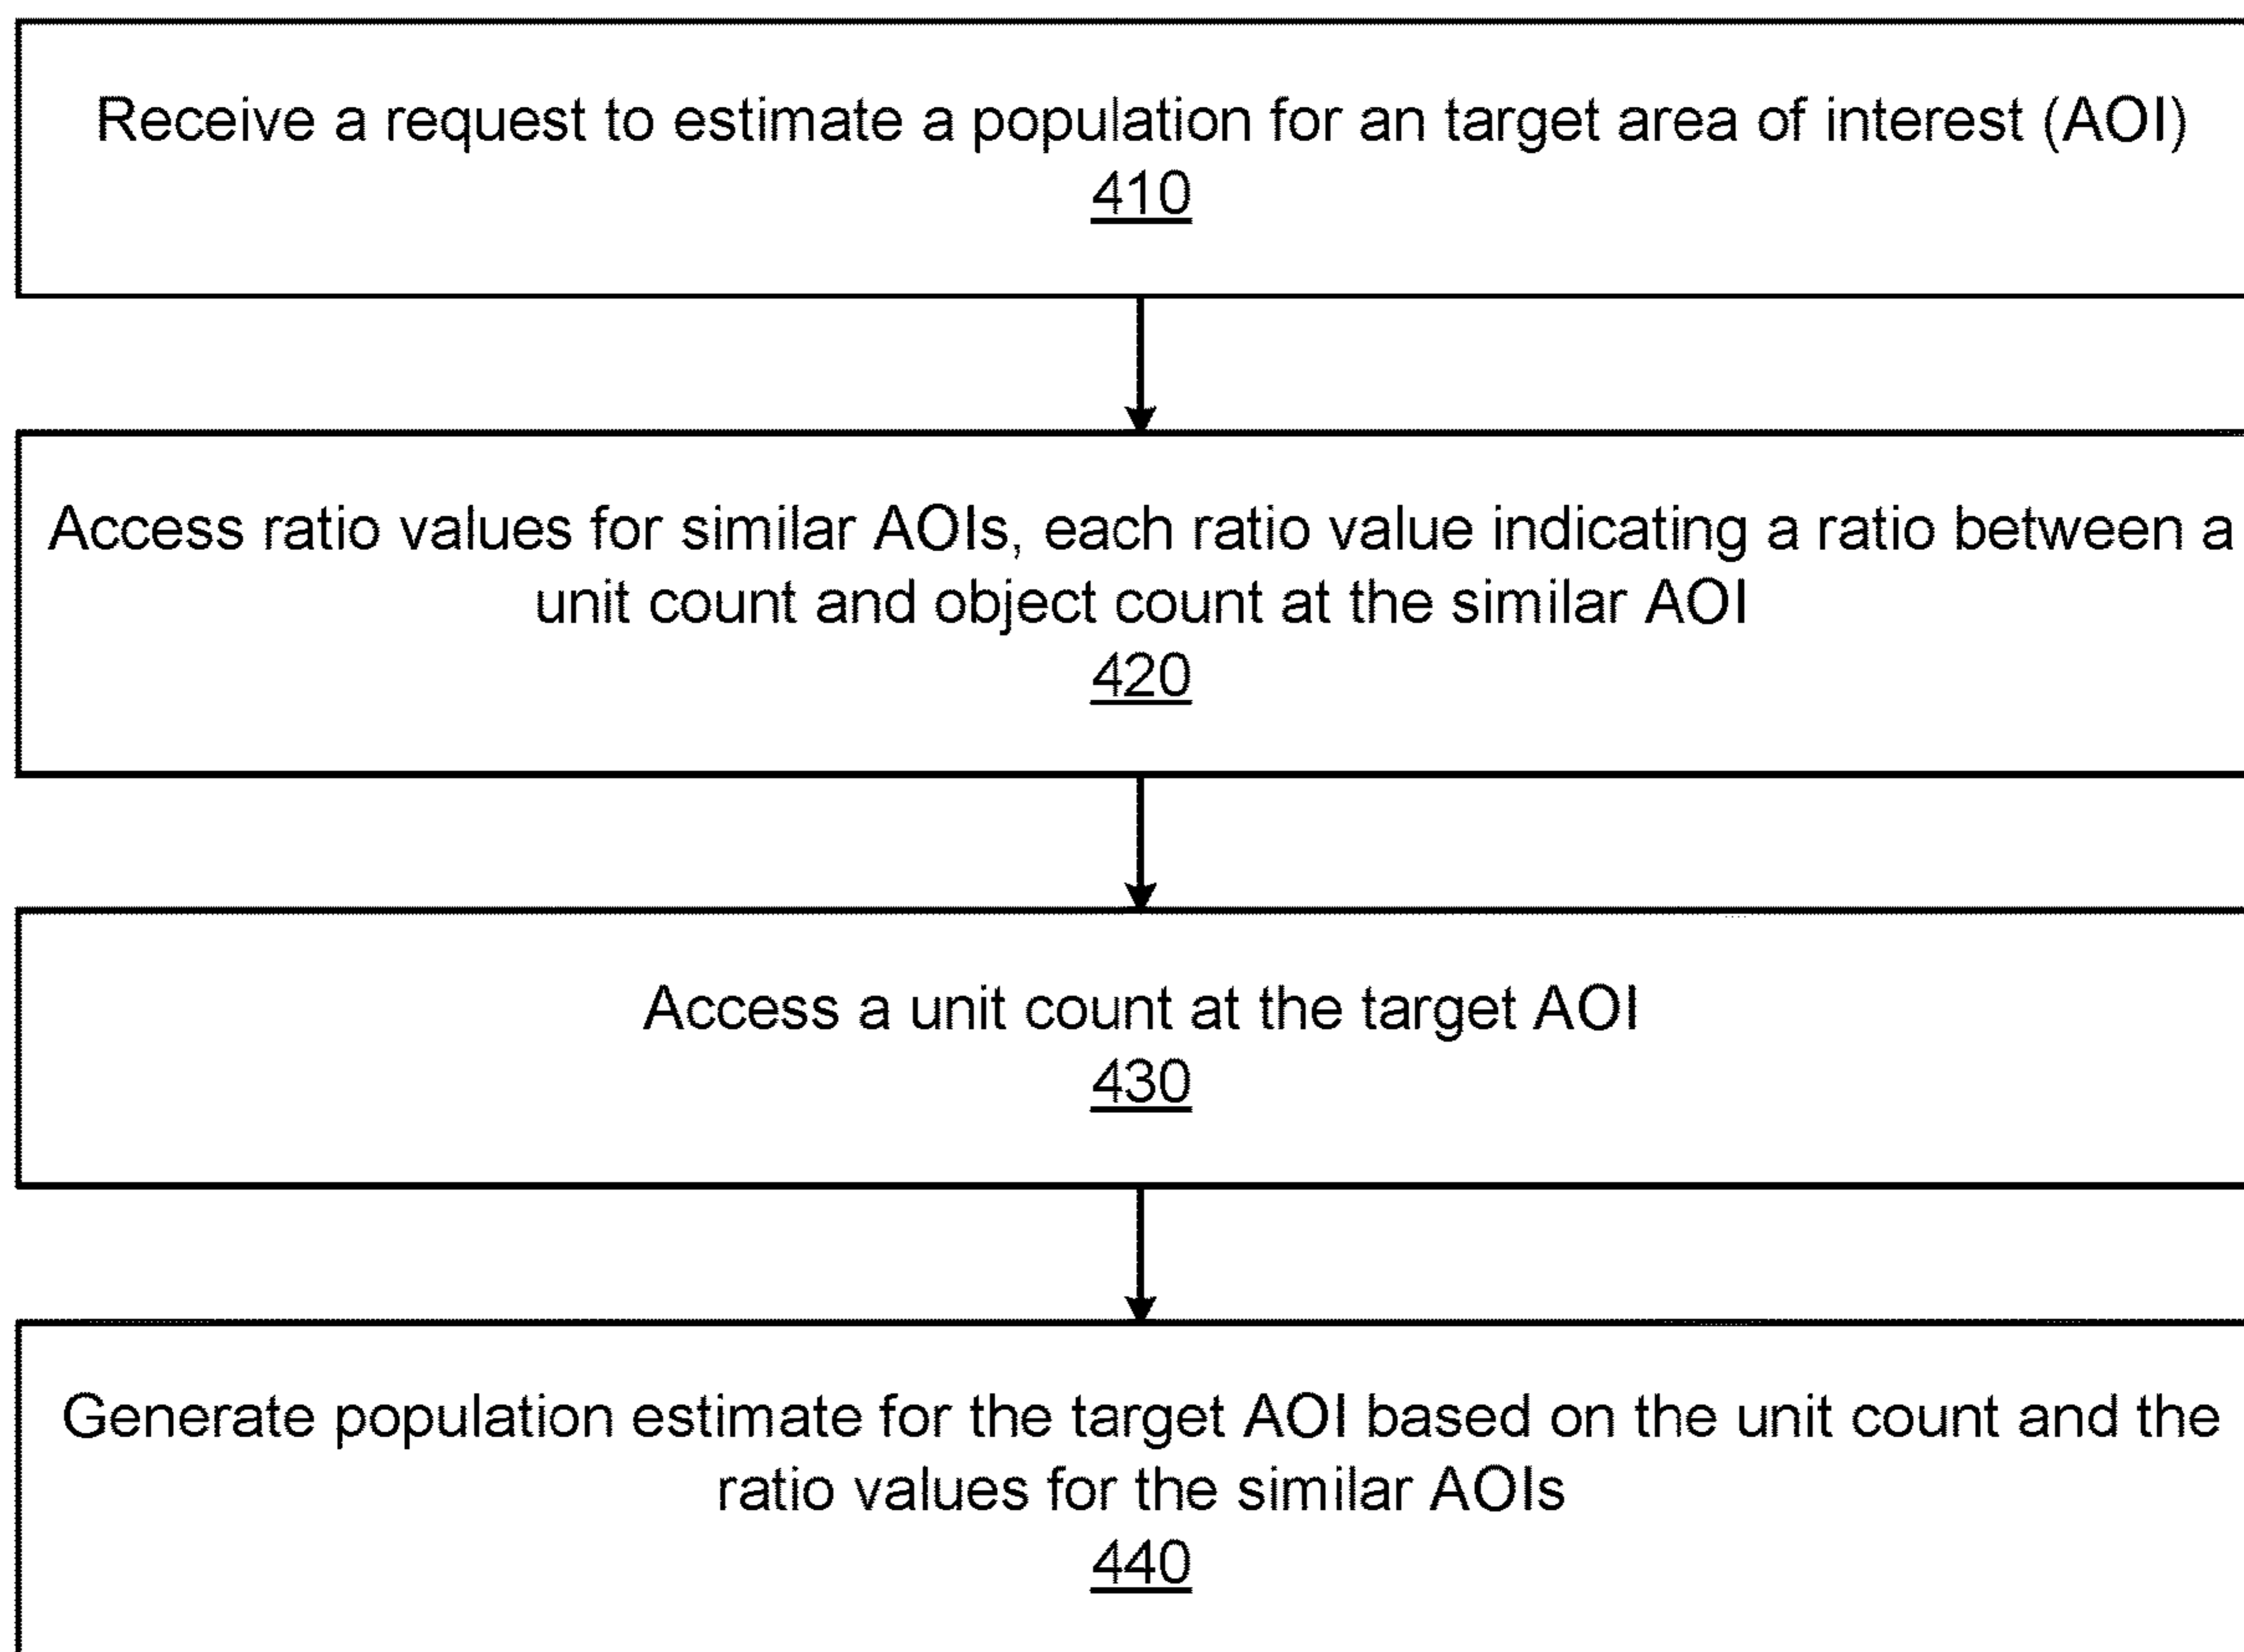 Receive a request to estimate a population for an target area of interest (AOI)
410
Access ratio values for similar AOIs, each ratio value indicating a ratio between a
unit count and object count at the similar AOI
420
Access a unit count at the target AOI
430
Generate population estimate for the target AOI based on the unit count and the
ratio values for the similar AOIs
440